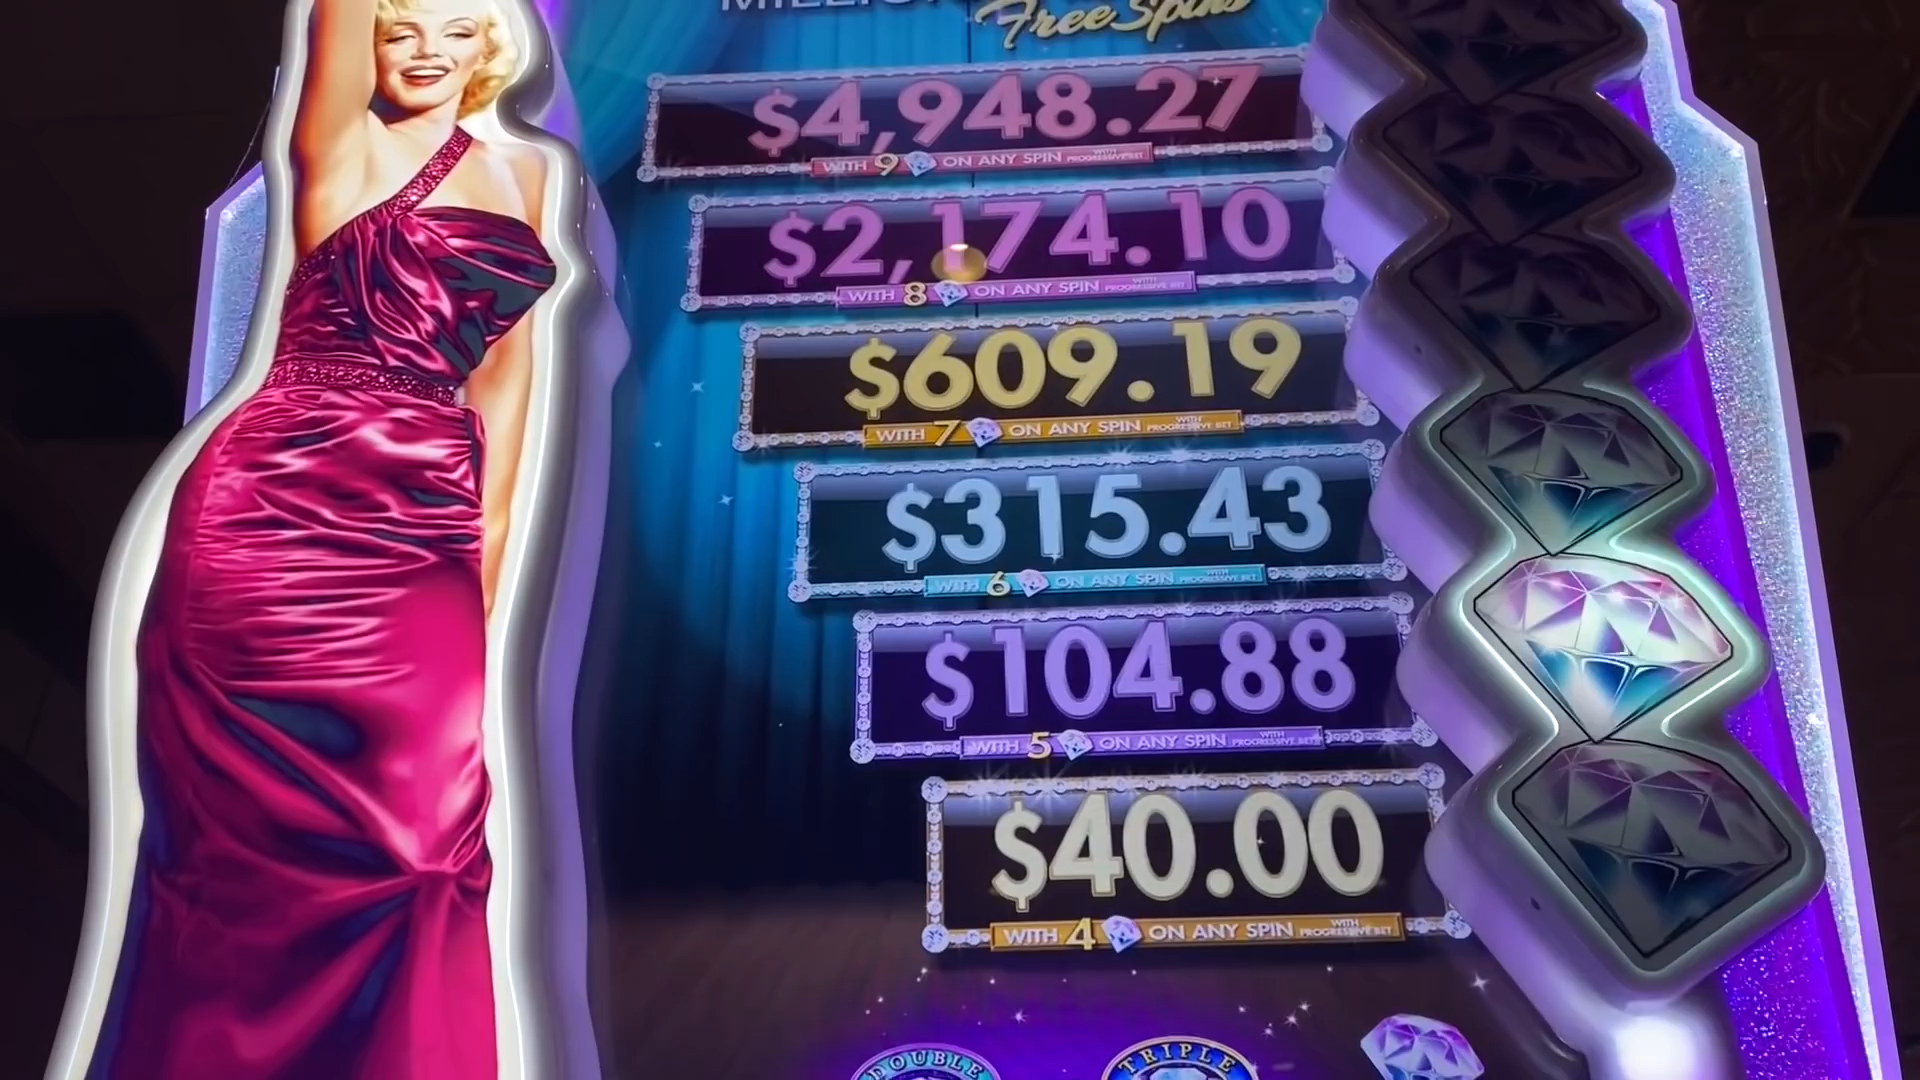 Free Spins
$4,948.27
WITH 9 ON ANY SPIN WITH PROGRESSIVE BET
$2,174.10
WITH 8 ON ANY SPIN WITH PROGRESSIVE BET
$609.19
WITH 7 ON ANY SPIN WITH PROGRESSIVE BET
$315.43
WITH 6 ON ANY SPIN WITH PROGRESSIVE BET
$104.88
WITH 5 ON ANY SPIN WITH PROGRESSIVE BET
$40.00
WITH 4 ON ANY SPIN WITH PROGRESSIVE BET
DOUBLE
TRIPLE